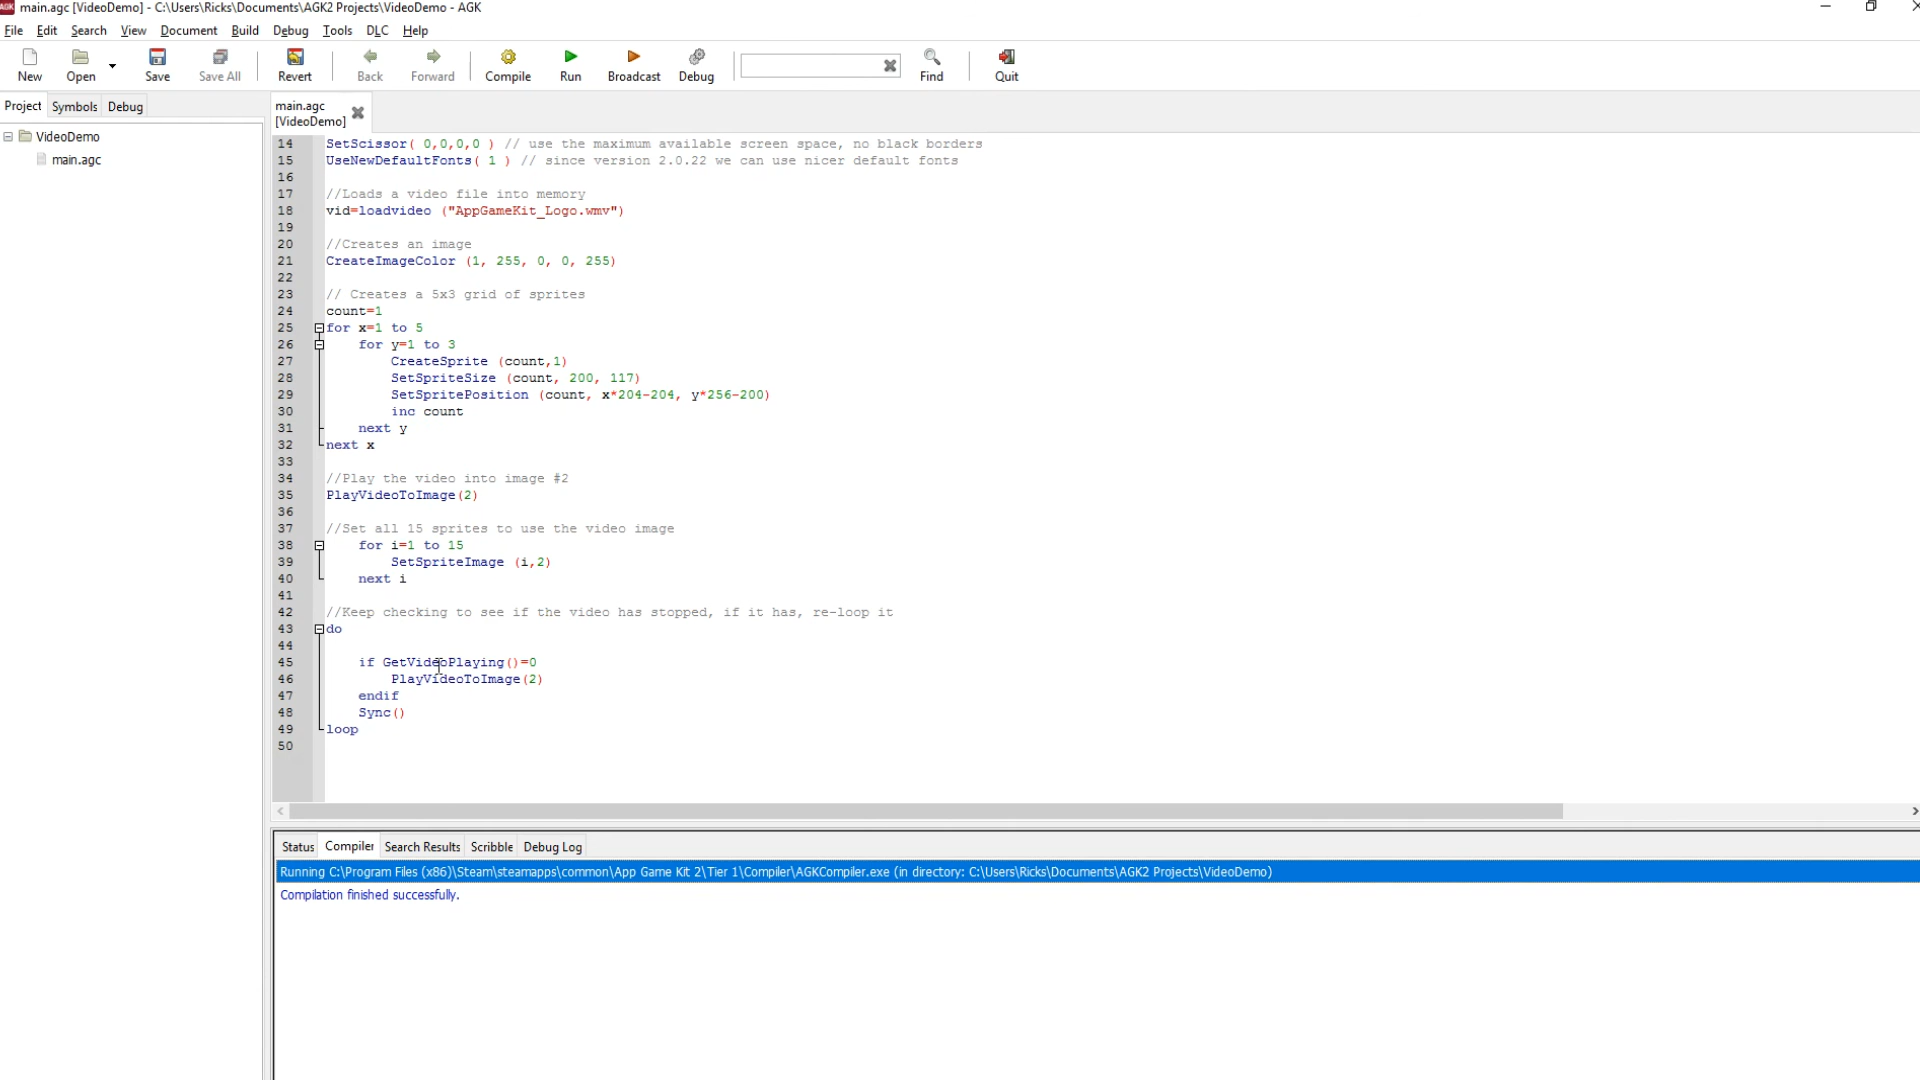 main.agc [VideoDemo] - C:\Users\Ricks\Documents\AGK2 Projects\VideoDemo - AGK
File Edit Search View Document Build Debug Tools DLC Help
New Open Save Save All Revert Back Forward Compile Run Broadcast Debug Find Quit
Project Symbols Debug
main.agc
[VideoDemo]
VideoDemo
main.agc
14 SetScissor( 0,0,0,0 ) // use the maximum available screen space, no black borders
15 UseNewDefaultFonts( 1 ) // since version 2.0.22 we can use nicer default fonts
16
17 //Loads a video file into memory
18 vid=loadvideo ("AppGameKit_Logo.wmv")
19
20 //Creates an image
21 CreateImageColor (1, 255, 0, 0, 255)
22
23 // Creates a 5x3 grid of sprites
24 count=1
25 for x=1 to 5
26 for y=1 to 3
27 CreateSprite (count,1)
28 SetSpriteSize (count, 200, 117)
29 SetSpritePosition (count, x*204-204, y*256-200)
30 inc count
31 next y
32 next x
33
34 //Play the video into image #2
35 PlayVideoToImage(2)
36
37 //Set all 15 sprites to use the video image
38 for i=1 to 15
39 SetSpriteImage (i,2)
40 next i
41
42 //Keep checking to see if the video has stopped, if it has, re-loop it
43 do
44
45 if GetVideoPlaying()=0
46 PlayVideoToImage(2)
47 endif
48 Sync()
49 loop
50
Status Compiler Search Results Scribble Debug Log
Running C:\Program Files (x86)\Steam\steamapps\common\App Game Kit 2\Tier 1\Compiler\AGKCompiler.exe (in directory: C:\Users\Ricks\Documents\AGK2 Projects\VideoDemo)
Compilation finished successfully.